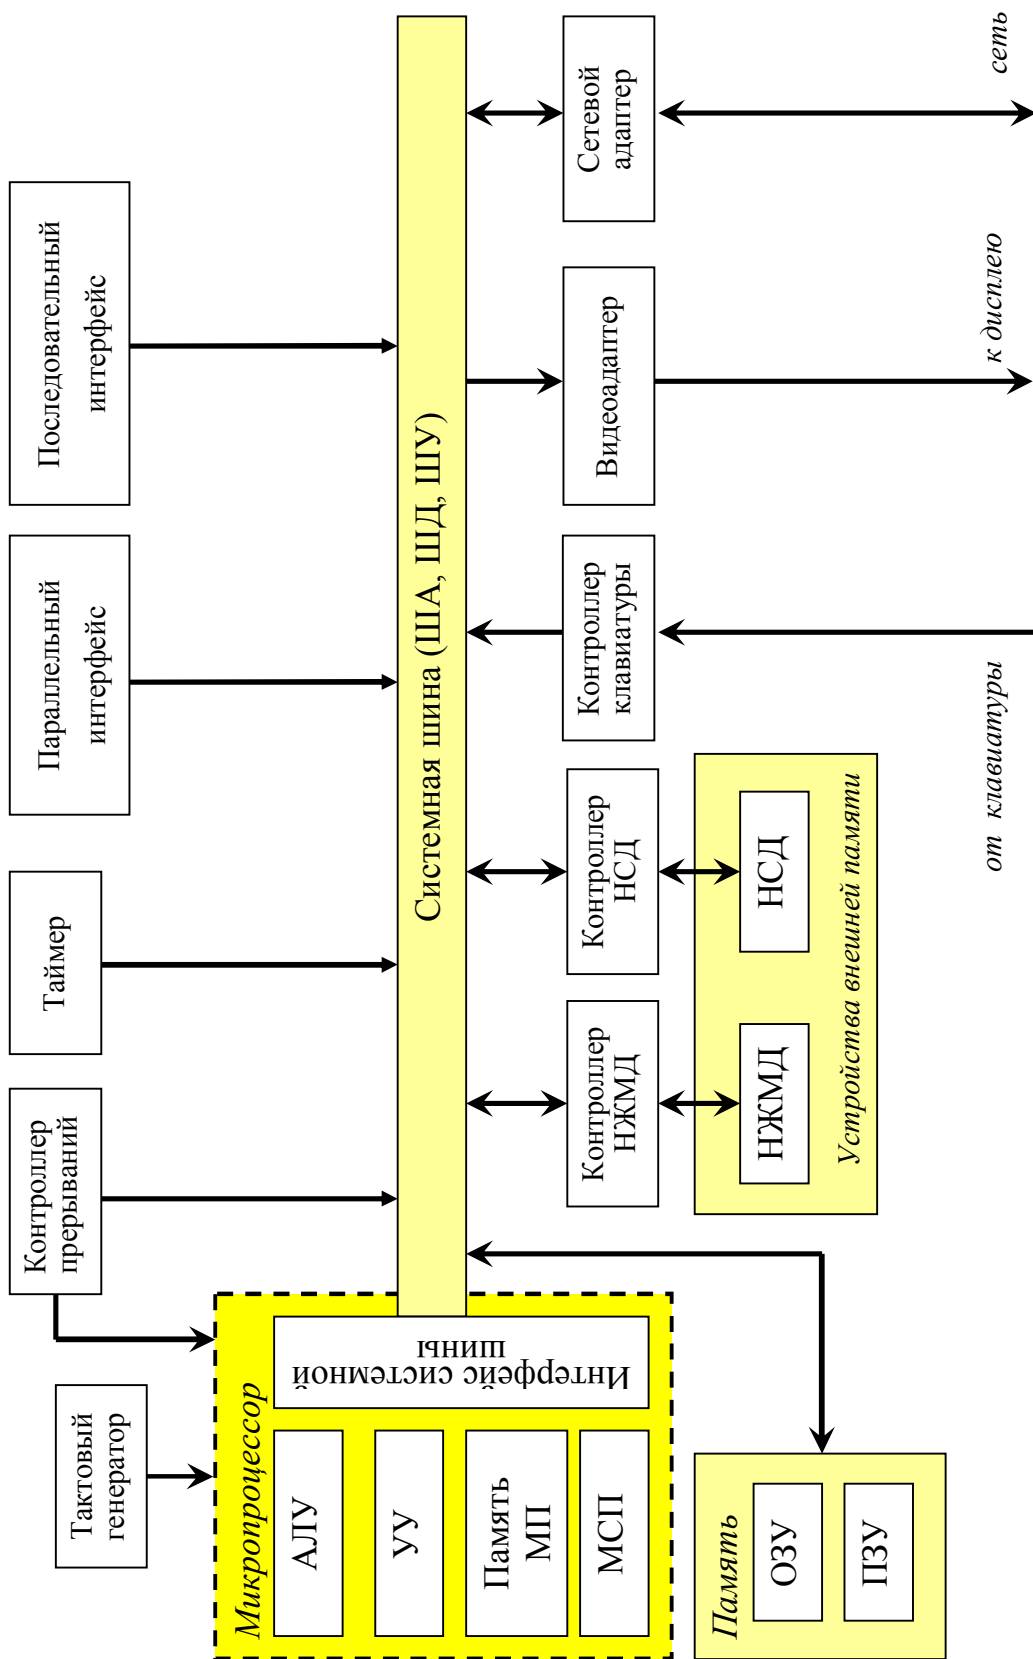 Тактовый
генератор
Контроллер
прерываний
Таймер
Параллельный
интерфейс
Последовательный
интерфейс
Микропроцессор
АЛУ
УУ
Память
МП
МСП
Интерфейс системной
шины
Системная шина (ША, ШД, ШУ)
Контроллер
НЖМД
Контроллер
НСД
Контроллер
клавиатуры
Видеоадаптер
Сетевой
адаптер
Память
ОЗУ
ПЗУ
НЖМД
НСД
Устройства внешней памяти
от клавиатуры
к дисплею
сеть